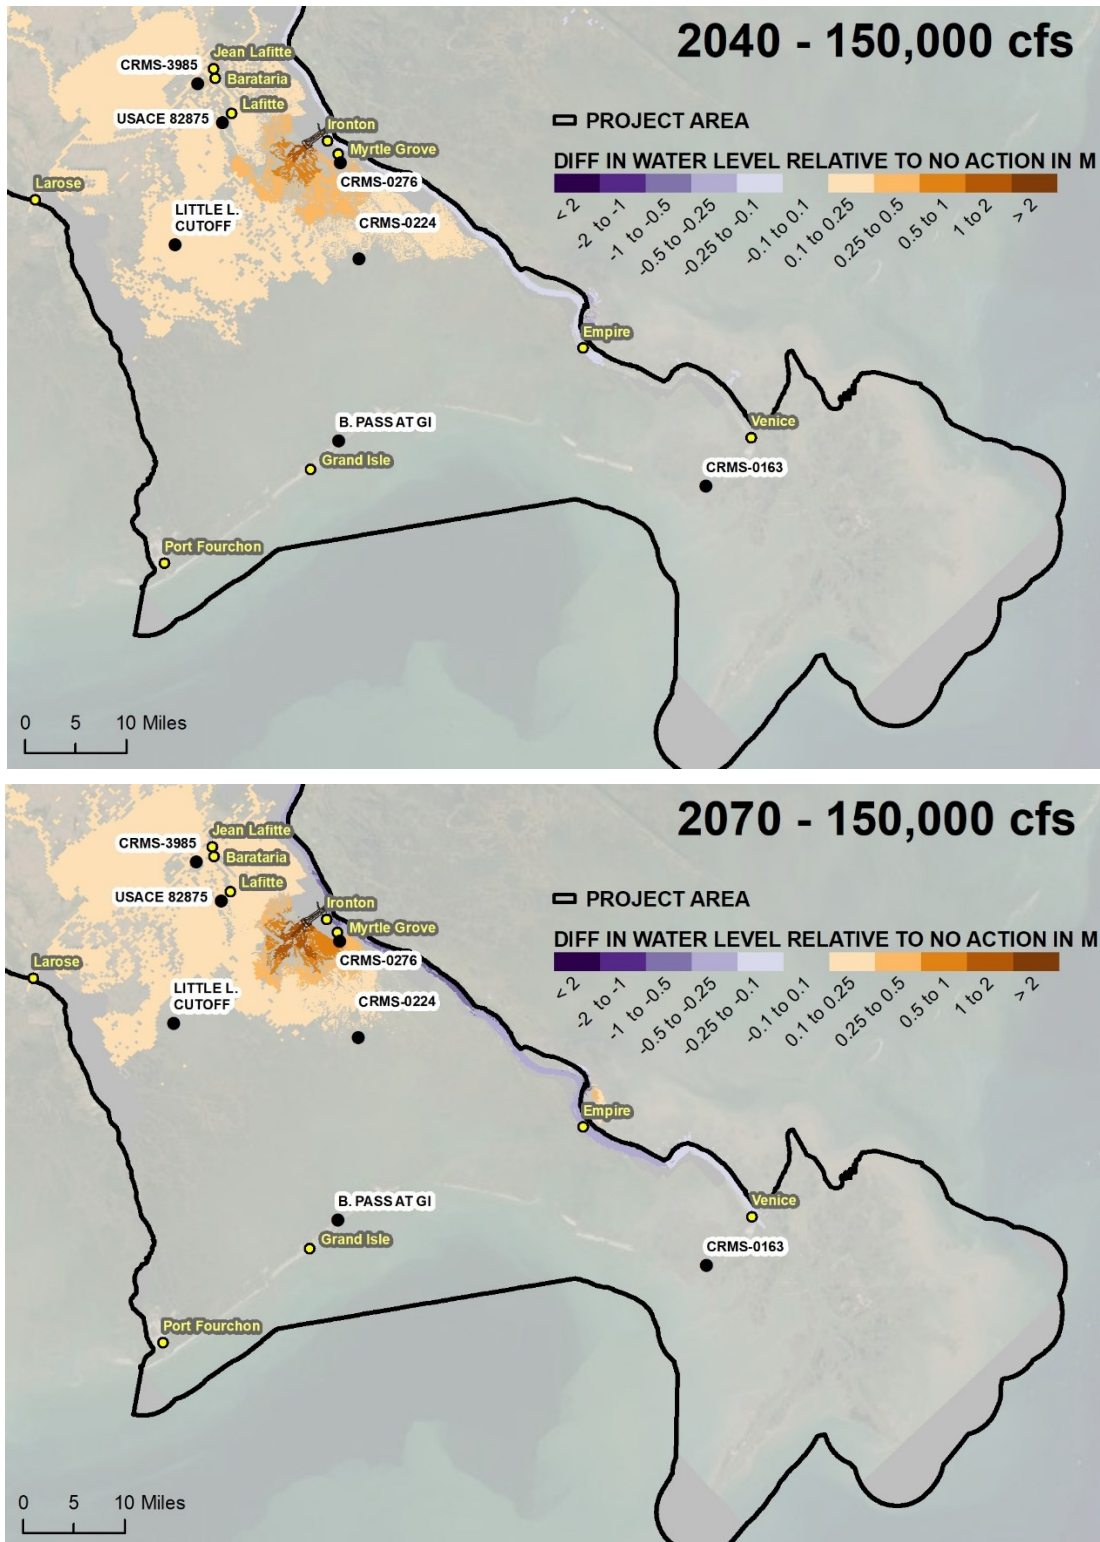 2040 - 150,000 cfs
Jean Lafitte
CRMS-3985
Barataria
Lafitte
USACE 82875
Ironton
PROJECT AREA
Myrtle Grove
DIFF IN WATER LEVEL RELATIVE TO NO ACTION IN M
CRMS-0276
Larose
< 2
-2 to -1
-1 to -0.5
-0.5 to -0.25
-0.25 to -0.1
-0.1 to 0.1
0.1 to 0.25
0.25 to 0.5
0.5 to 1
1 to 2
> 2
LITTLE L.
CUTOFF
CRMS-0224
Empire
B. PASS AT GI
Venice
Grand Isle
CRMS-0163
Port Fourchon
0 5 10 Miles
2070 - 150,000 cfs
Jean Lafitte
CRMS-3985
Barataria
Lafitte
USACE 82875
Ironton
PROJECT AREA
Myrtle Grove
DIFF IN WATER LEVEL RELATIVE TO NO ACTION IN M
CRMS-0276
Larose
< 2
-2 to -1
-1 to -0.5
-0.5 to -0.25
-0.25 to -0.1
-0.1 to 0.1
0.1 to 0.25
0.25 to 0.5
0.5 to 1
1 to 2
> 2
LITTLE L.
CUTOFF
CRMS-0224
Empire
B. PASS AT GI
Venice
Grand Isle
CRMS-0163
Port Fourchon
0 5 10 Miles